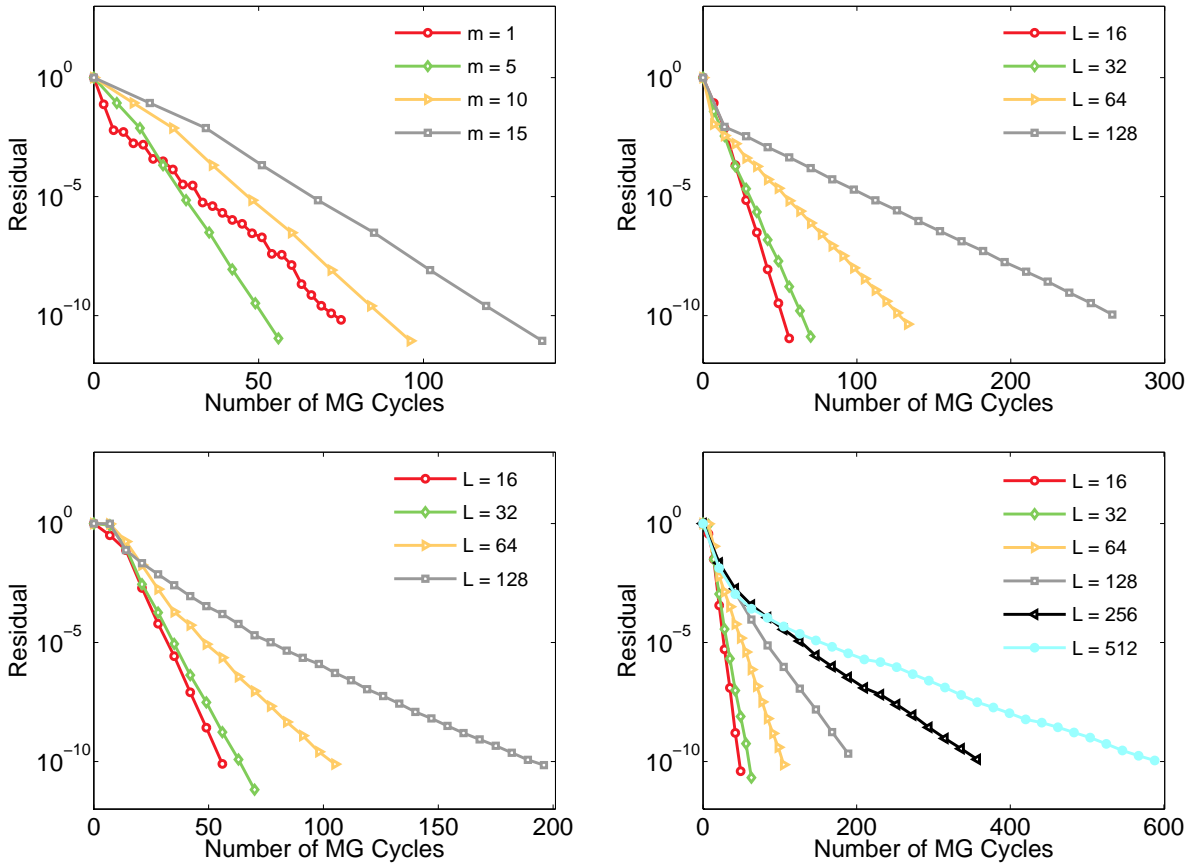 m = 1
m = 5
m = 10
m = 15
10^0
10^-5
10^-10
Residual
0
50
100
Number of MG Cycles
L = 16
L = 32
L = 64
L = 128
10^0
10^-5
10^-10
Residual
0
100
200
300
Number of MG Cycles
L = 16
L = 32
L = 64
L = 128
10^0
10^-5
10^-10
Residual
0
50
100
150
200
Number of MG Cycles
L = 16
L = 32
L = 64
L = 128
L = 256
L = 512
10^0
10^-5
10^-10
Residual
0
200
400
600
Number of MG Cycles